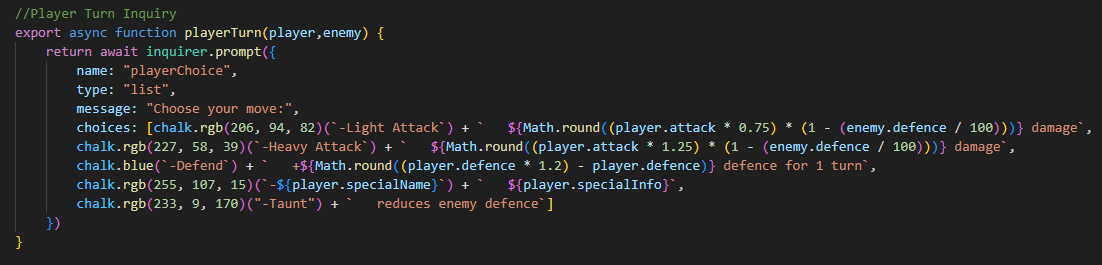 //Player Turn Inquiry
export async function playerTurn(player,enemy) {
    return await inquirer.prompt({
        name: "playerChoice",
        type: "list",
        message: "Choose your move:",
        choices: [chalk.rgb(206, 94, 82)(`-Light Attack`) + `   ${Math.round((player.attack * 0.75) * (1 - (enemy.defence / 100)))} damage`,
        chalk.rgb(227, 58, 39)(`-Heavy Attack`) + `   ${Math.round((player.attack * 1.25) * (1 - (enemy.defence / 100)))} damage`,
        chalk.blue(`-Defend`) + `   +${Math.round((player.defence * 1.2) - player.defence)} defence for 1 turn`,
        chalk.rgb(255, 107, 15)(`-${player.specialName}`) + `   ${player.specialInfo}`,
        chalk.rgb(233, 9, 170)("-Taunt") + `   reduces enemy defence`]
    })
}